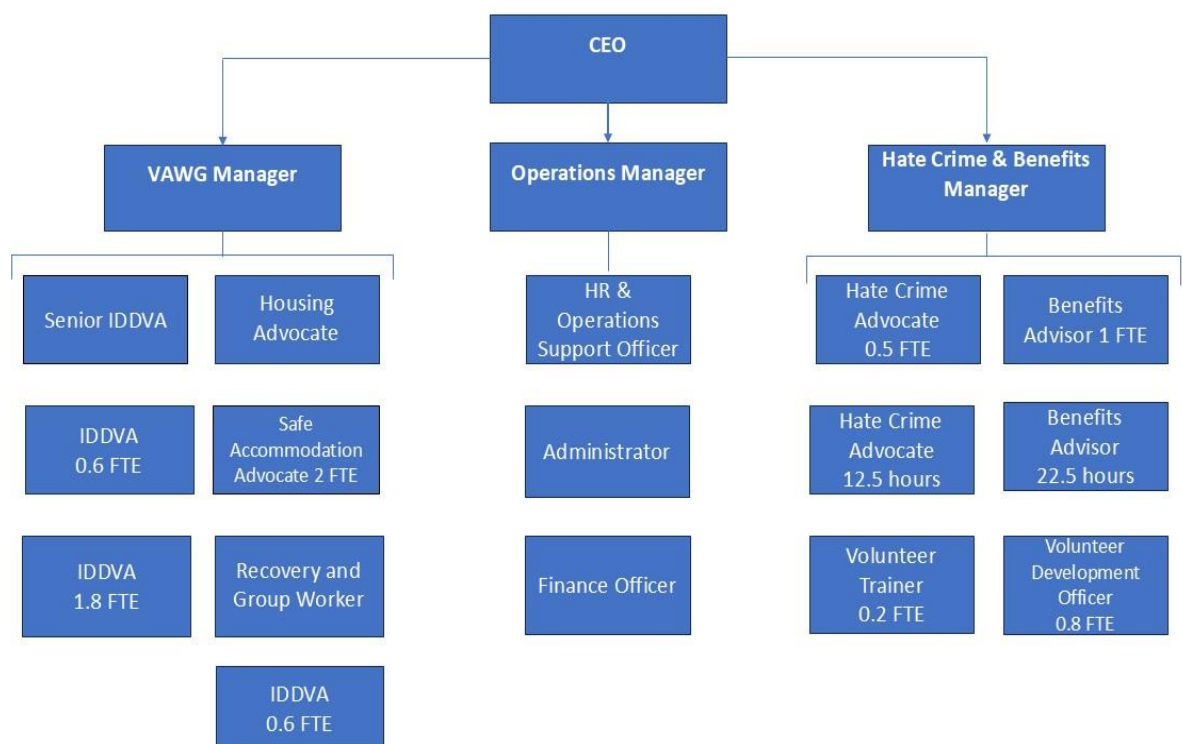 CEO
VAWG Manager
Operations Manager
Hate Crime & Benefits
Manager
Senior IDDVA
Housing
Advocate
HR &
Operations
Support Officer
Hate Crime
Advocate
0.5 FTE
Benefits
Advisor 1 FTE
IDDVA
0.6 FTE
Safe
Accommodation
Advocate 2 FTE
Administrator
Hate Crime
Advocate
12.5 hours
Benefits
Advisor
22.5 hours
IDDVA
1.8 FTE
Recovery and
Group Worker
Finance Officer
Volunteer
Trainer
0.2 FTE
Volunteer
Development
Officer
0.8 FTE
IDDVA
0.6 FTE